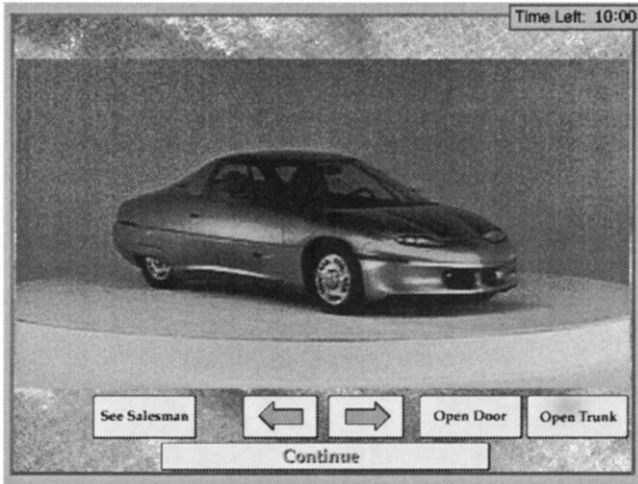 Time Left: 10:00
See Salesman
Open Door
Open Trunk
Continue